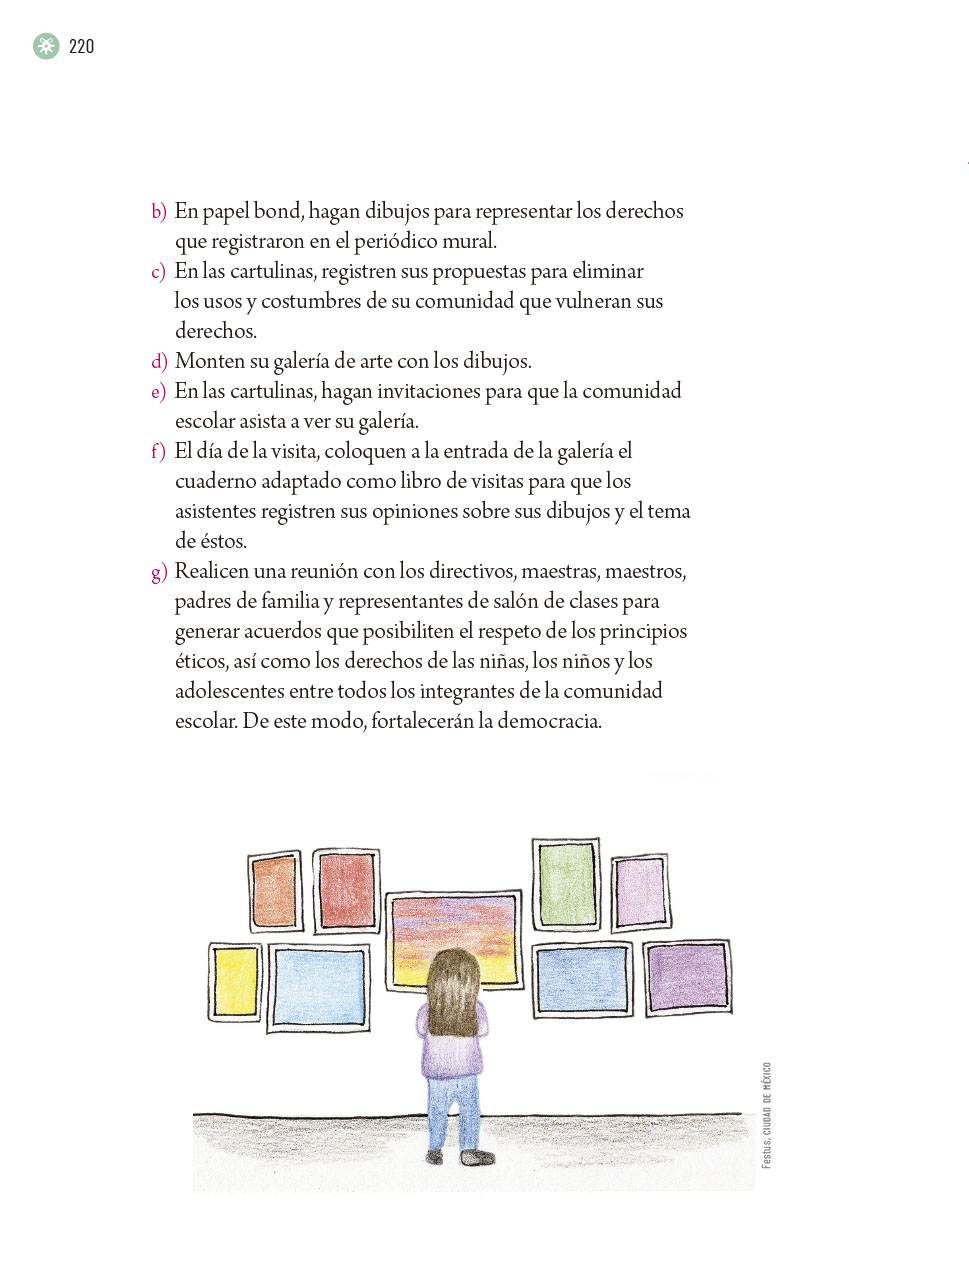 220
b) En papel bond, hagan dibujos para representar los derechos
que registraron en el periódico mural.
c) En las cartulinas, registren sus propuestas para eliminar
los usos y costumbres de su comunidad que vulneran sus
derechos.
d) Monten su galería de arte con los dibujos.
e) En las cartulinas, hagan invitaciones para que la comunidad
escolar asista a ver su galería.
f) El día de la visita, coloquen a la entrada de la galería el
cuaderno adaptado como libro de visitas para que los
asistentes registren sus opiniones sobre sus dibujos y el tema
de éstos.
g) Realicen una reunión con los directivos, maestras, maestros,
padres de familia y representantes de salón de clases para
generar acuerdos que posibiliten el respeto de los principios
éticos, así como los derechos de las niñas, los niños y los
adolescentes entre todos los integrantes de la comunidad
escolar. De este modo, fortalecerán la democracia.
Festus, CIUDAD DE MÉXICO